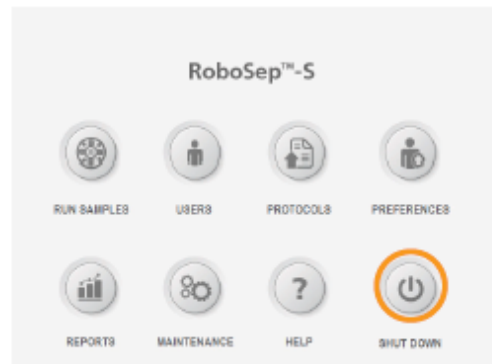 RoboSep™-S
RUN SAMPLES USERS PROTOCOLS PREFERENCES
?
REPORTS MAINTENANCE HELP SHUT DOWN